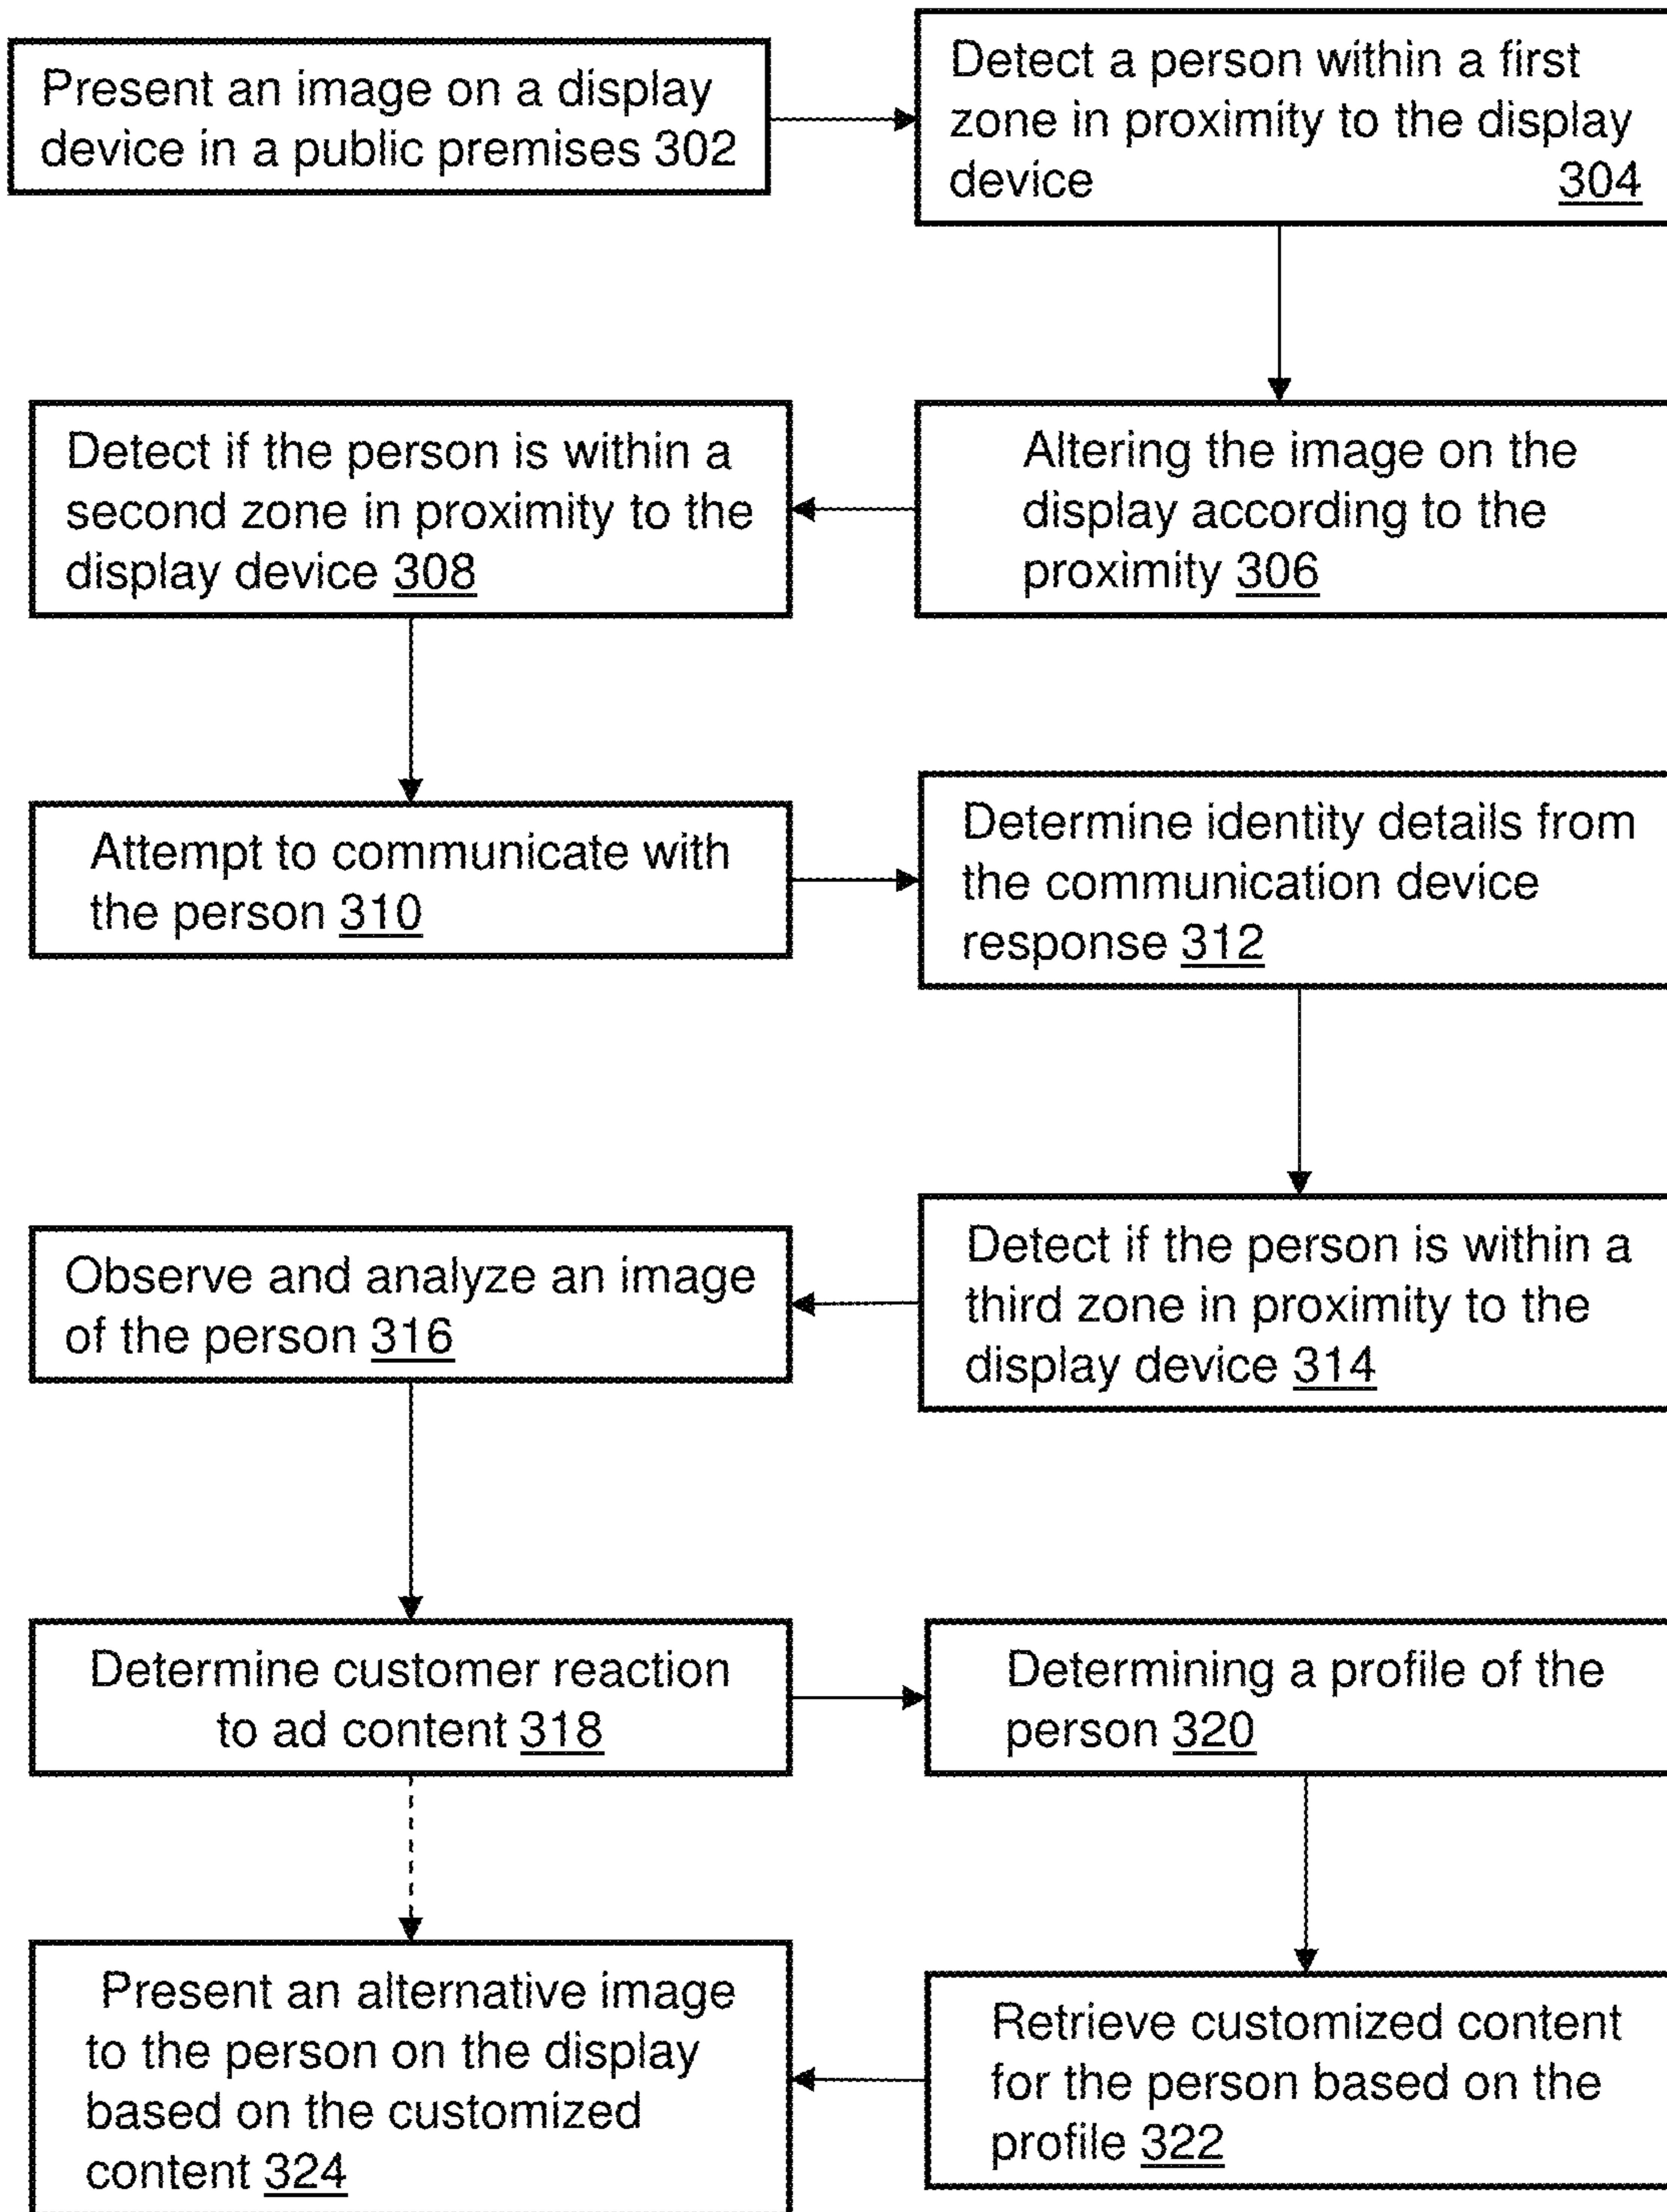 Present an image on a display
device in a public premises 302
Detect a person within a first
zone in proximity to the display
device 304
Altering the image on the
display according to the
proximity 306
Detect if the person is within a
second zone in proximity to the
display device 308
Attempt to communicate with
the person 310
Determine identity details from
the communication device
response 312
Detect if the person is within a
third zone in proximity to the
display device 314
Observe and analyze an image
of the person 316
Determine customer reaction
to ad content 318
Determining a profile of the
person 320
Retrieve customized content
for the person based on the
profile 322
Present an alternative image
to the person on the display
based on the customized
content 324